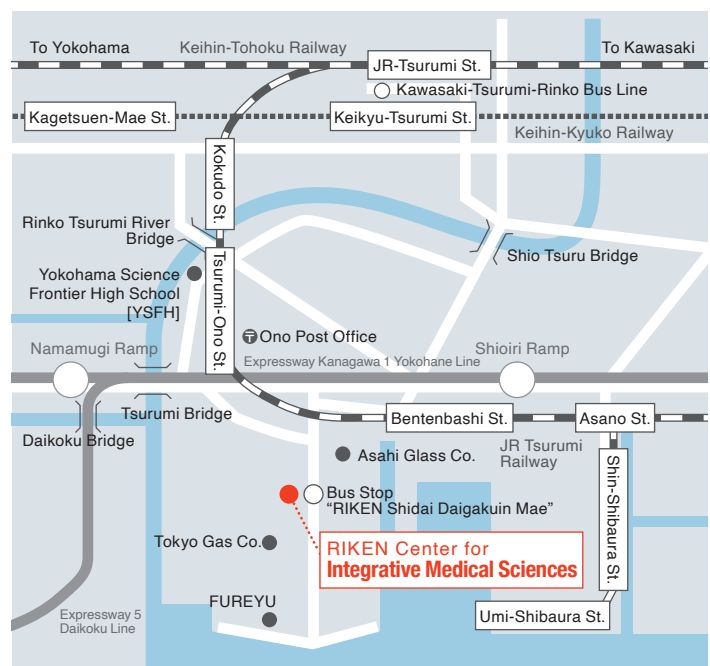 To Yokohama
Keihin-Tohoku Railway
To Kawasaki
JR-Tsurumi St.
Kawasaki-Tsurumi-Rinko Bus Line
Kagetsuen-Mae St.
Keikyu-Tsurumi St.
Keihin-Kyuko Railway
Kokudo St.
Rinko Tsurumi River
Bridge
Shio Tsuru Bridge
Yokohama Science
Frontier High School
[YSFH]
Tsurumi-Ono St.
〒
Ono Post Office
Namamugi Ramp
Expressway Kanagawa 1 Yokohane Line
Shioiri Ramp
Tsurumi Bridge
Daikoku Bridge
Bentenbashi St.
Asano St.
JR Tsurumi
Railway
Asahi Glass Co.
Shin-Shibaura St.
Bus Stop
“RIKEN Shidai Daigakuin Mae”
Tokyo Gas Co.
RIKEN Center for
Integrative Medical Sciences
FUREYU
Umi-Shibaura St.
Expressway 5
Daikoku Line